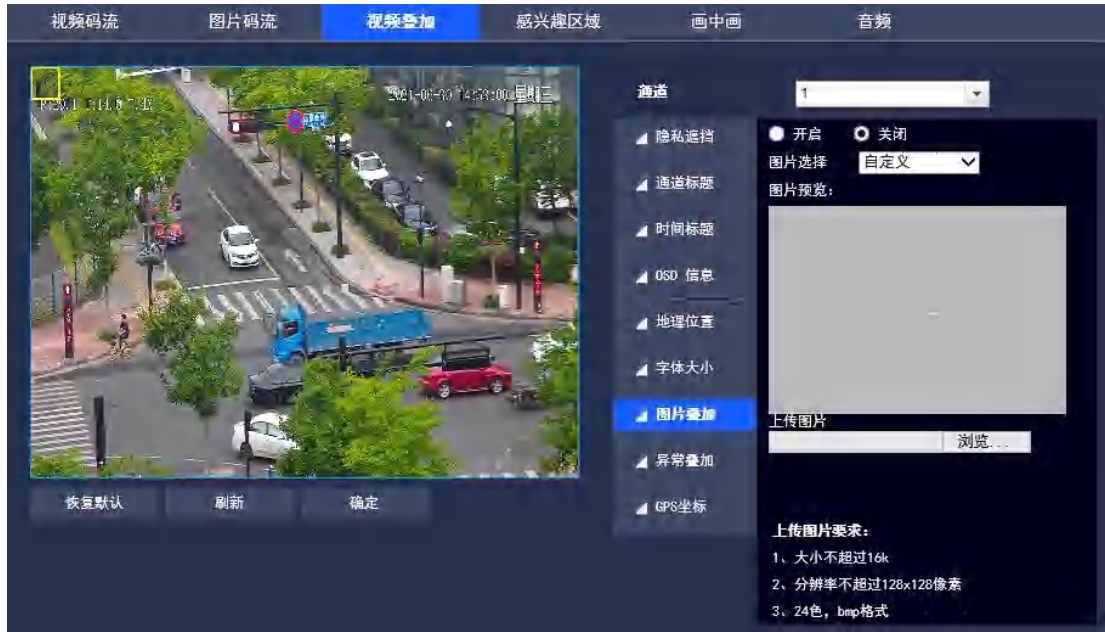 视频码流 图片码流 视频叠加 感兴趣区域 画中画 音频
通道 1
隐私遮挡
通道标题
时间标题
OSD 信息
地理位置
字体大小
图片叠加
异常叠加
GPS坐标
开启 关闭
图片选择 自定义
图片预览：
上传图片
浏览...
上传图片要求：
1、大小不超过16k
2、分辨率不超过128x128像素
3、24色，bmp格式
恢复默认 刷新 确定